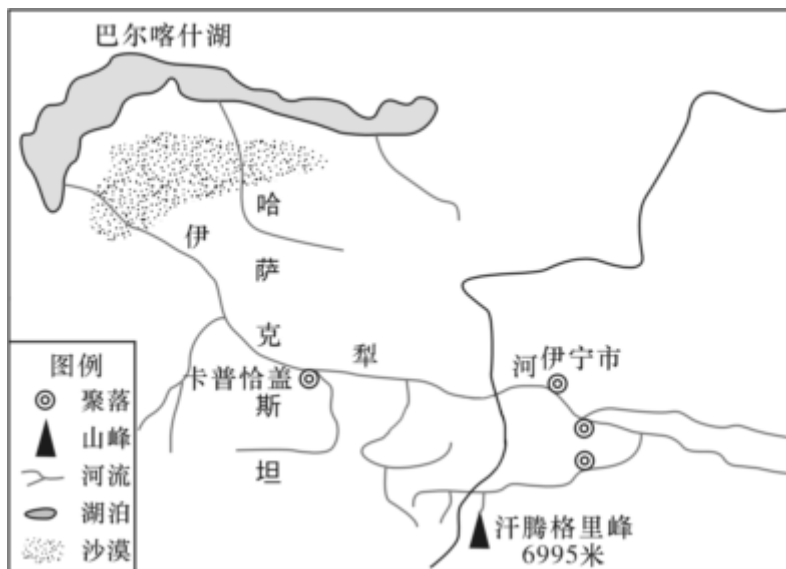 巴尔喀什湖
哈
萨
克
斯
坦
伊
犁
河
伊宁市
卡普恰盖
汗腾格里峰
6995米
图例
聚落
山峰
河流
湖泊
沙漠